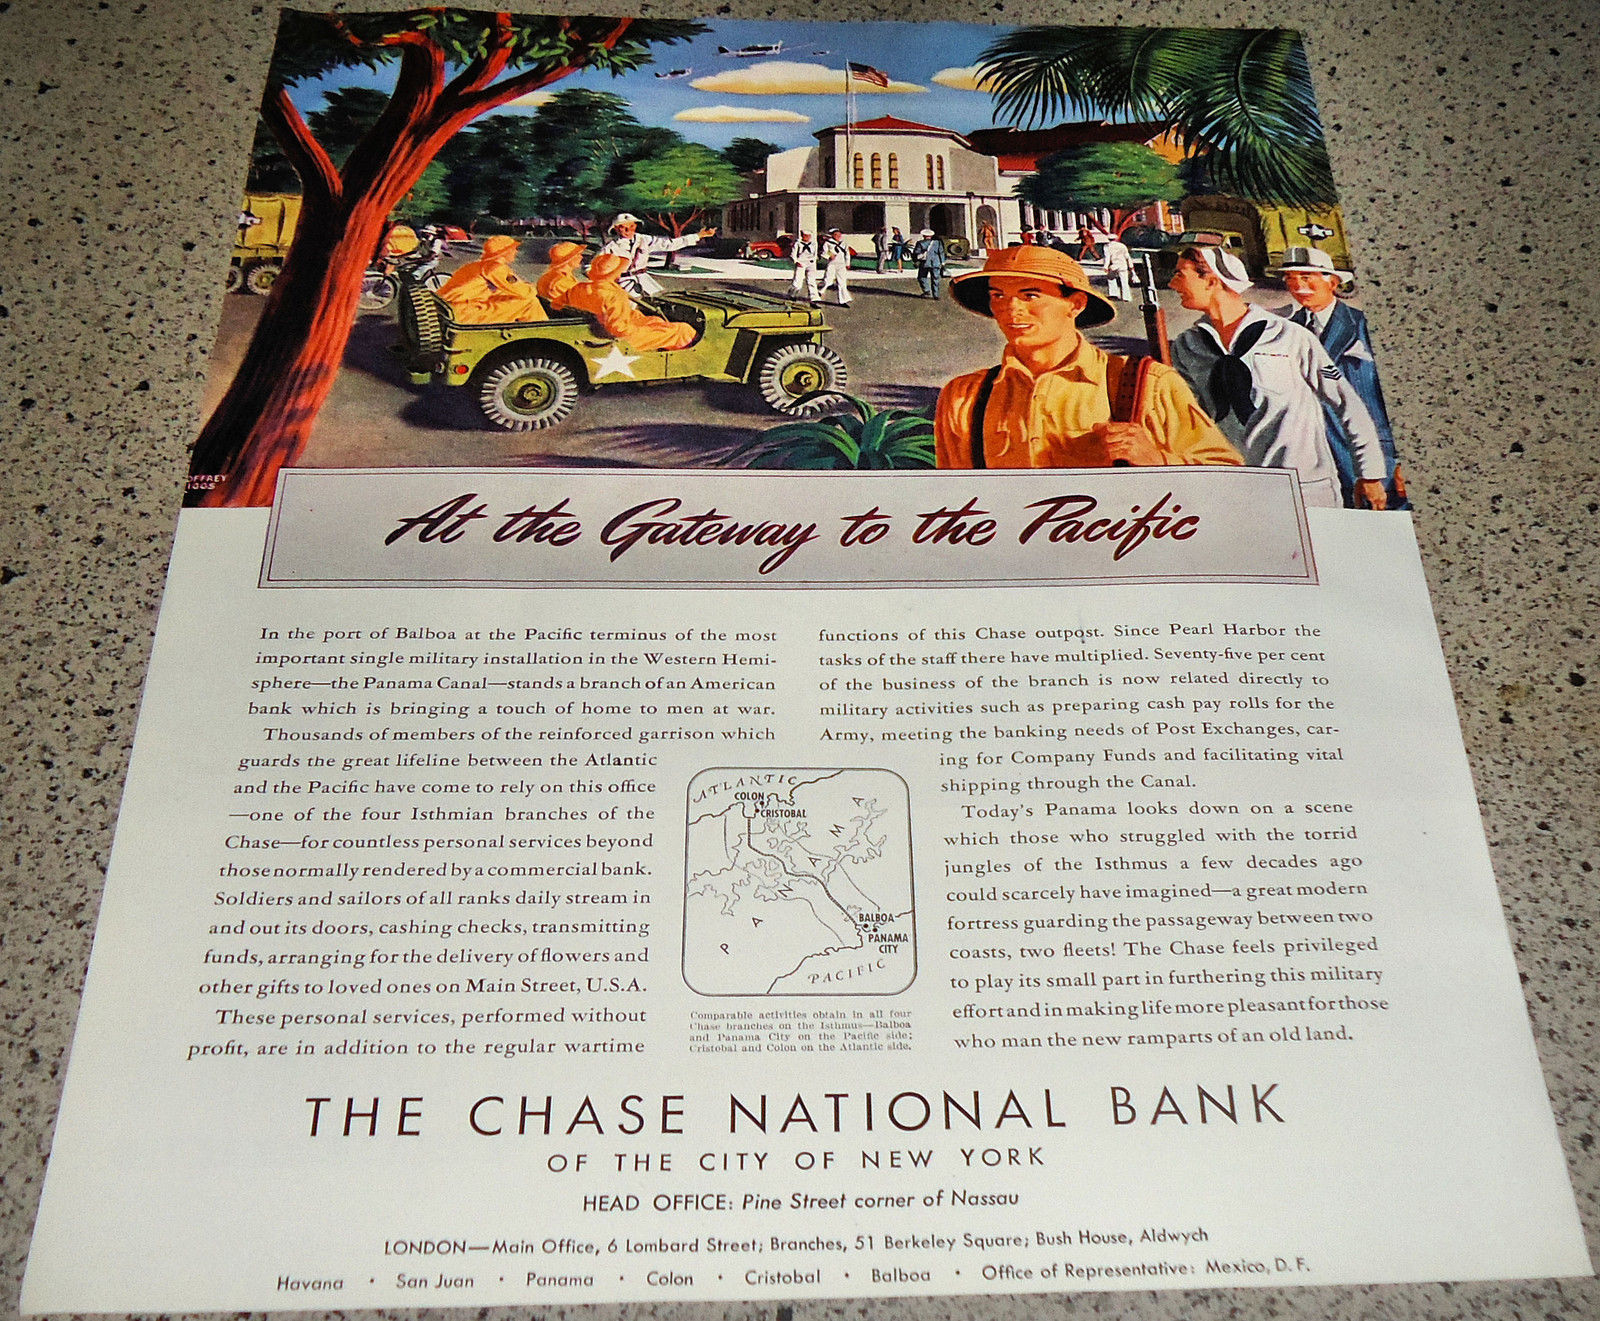 THE CHASE NATIONAL BANK
At the Gateway to the Pacific
In the port of Balboa at the Pacific terminus of the most
important single military installation in the Western Hemi-
sphere—the Panama Canal—stands a branch of an American
bank which is bringing a touch of home to men at war.
Thousands of members of the reinforced garrison which
guards the great lifeline between the Atlantic
and the Pacific have come to rely on this office
—one of the four Isthmian branches of the
Chase—for countless personal services beyond
those normally rendered by a commercial bank.
Soldiers and sailors of all ranks daily stream in
and out its doors, cashing checks, transmitting
funds, arranging for the delivery of flowers and
other gifts to loved ones on Main Street, U.S.A.
These personal services, performed without
profit, are in addition to the regular wartime
functions of this Chase outpost. Since Pearl Harbor the
tasks of the staff there have multiplied. Seventy-five per cent
of the business of the branch is now related directly to
military activities such as preparing cash pay rolls for the
Army, meeting the banking needs of Post Exchanges, car-
ing for Company Funds and facilitating vital
shipping through the Canal.
Today's Panama looks down on a scene
which those who struggled with the torrid
jungles of the Isthmus a few decades ago
could scarcely have imagined—a great modern
fortress guarding the passageway between two
coasts, two fleets! The Chase feels privileged
to play its small part in furthering this military
effort and in making life more pleasant for those
who man the new ramparts of an old land.
ATLANTIC
COLON
CRISTOBAL
PANAMA
BALBOA
PANAMA
CITY
PACIFIC
Comparable activities obtain in all four
Chase branches on the Isthmus—Balboa
and Panama City on the Pacific side;
Cristobal and Colon on the Atlantic side.
THE CHASE NATIONAL BANK
OF THE CITY OF NEW YORK
HEAD OFFICE: Pine Street corner of Nassau
LONDON—Main Office, 6 Lombard Street; Branches, 51 Berkeley Square; Bush House, Aldwych
Havana • San Juan • Panama • Colon • Cristobal • Balboa • Office of Representative: Mexico, D. F.